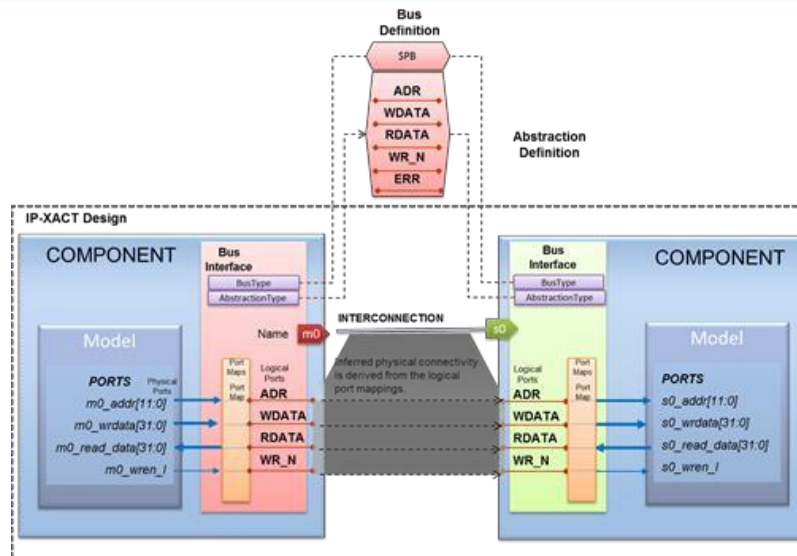 Bus
Definition
SPB
ADR
WDATA
RDATA
WR_N
ERR
Abstraction
Definition
IP-XACT Design
COMPONENT
Bus
Interface
BusType
AbstractionType
Model
PORTS
Physical
Ports
m0_addr[11:0]
m0_wrdata[31:0]
m0_read_data[31:0]
m0_wren_l
Name
m0
Port
Maps
Port
Map
Logical
Ports
ADR
WDATA
RDATA
WR_N
INTERCONNECTION
Inferred physical connectivity
is derived from the logical
port mappings.
s0
COMPONENT
Bus
Interface
BusType
AbstractionType
Logical
Ports
ADR
WDATA
RDATA
WR_N
Port
Maps
Port
Map
Model
PORTS
s0_addr[11:0]
s0_wrdata[31:0]
s0_read_data[31:0]
s0_wren_l